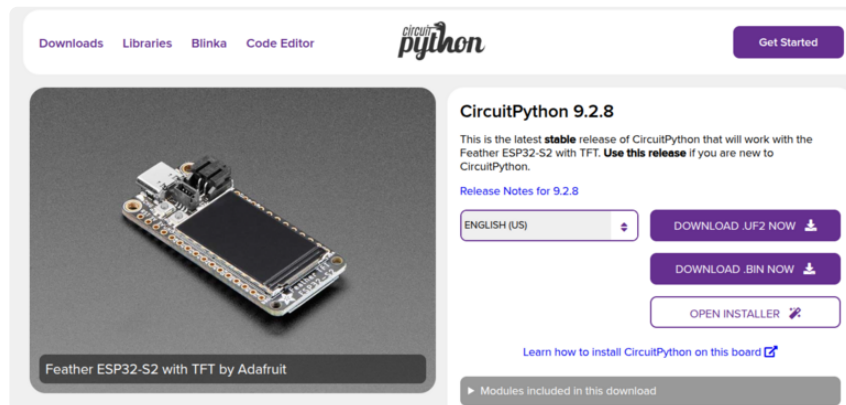 Downloads Libraries Blinka Code Editor
circuit
python
Get Started
Feather ESP32-S2 with TFT by Adafruit
CircuitPython 9.2.8
This is the latest stable release of CircuitPython that will work with the
Feather ESP32-S2 with TFT. Use this release if you are new to
CircuitPython.
Release Notes for 9.2.8
ENGLISH (US)
DOWNLOAD .UF2 NOW
DOWNLOAD .BIN NOW
OPEN INSTALLER
Learn how to install CircuitPython on this board
Modules included in this download